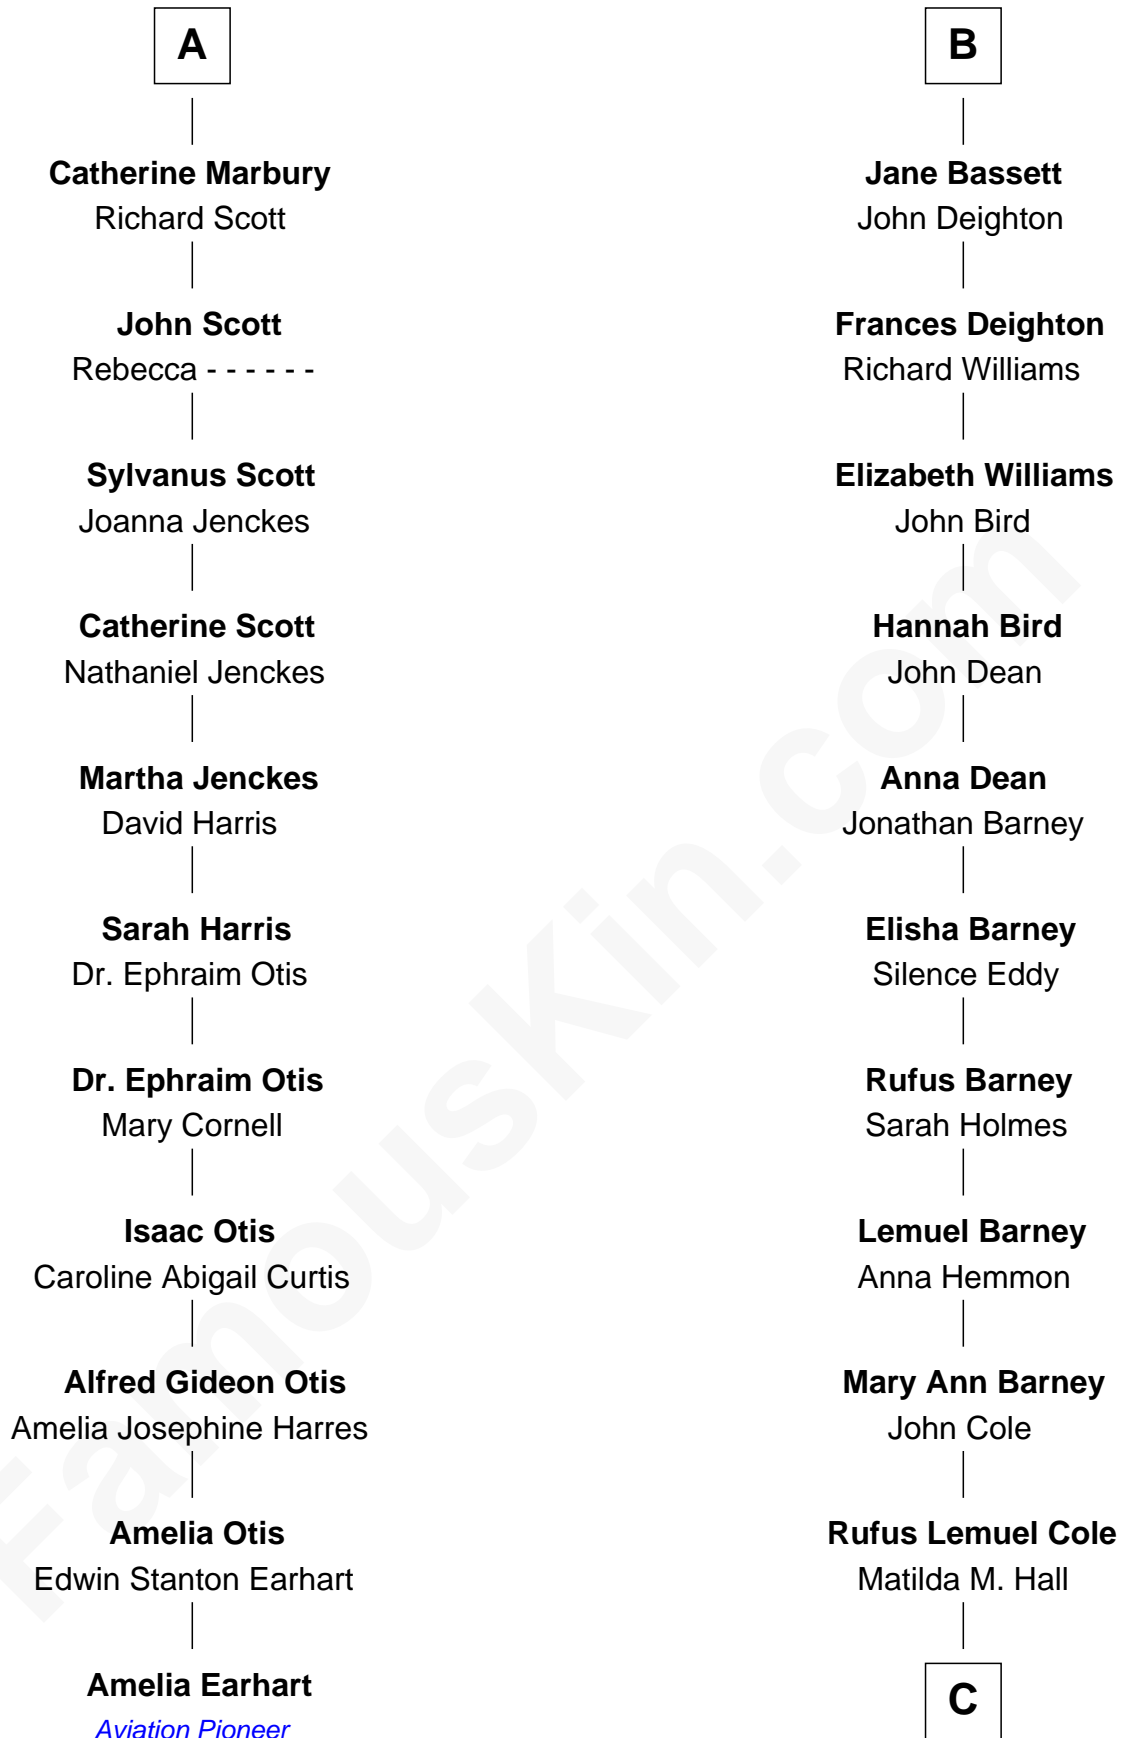 A
Catherine Marbury
Richard Scott
John Scott
Rebecca - - - - - -
Sylvanus Scott
Joanna Jenckes
Catherine Scott
Nathaniel Jenckes
Martha Jenckes
David Harris
Sarah Harris
Dr. Ephraim Otis
Dr. Ephraim Otis
Mary Cornell
Isaac Otis
Caroline Abigail Curtis
Alfred Gideon Otis
Amelia Josephine Harres
Amelia Otis
Edwin Stanton Earhart
Amelia Earhart
Aviation Pioneer
B
Jane Bassett
John Deighton
Frances Deighton
Richard Williams
Elizabeth Williams
John Bird
Hannah Bird
John Dean
Anna Dean
Jonathan Barney
Elisha Barney
Silence Eddy
Rufus Barney
Sarah Holmes
Lemuel Barney
Anna Hemmon
Mary Ann Barney
John Cole
Rufus Lemuel Cole
Matilda M. Hall
C
FamousKin.com